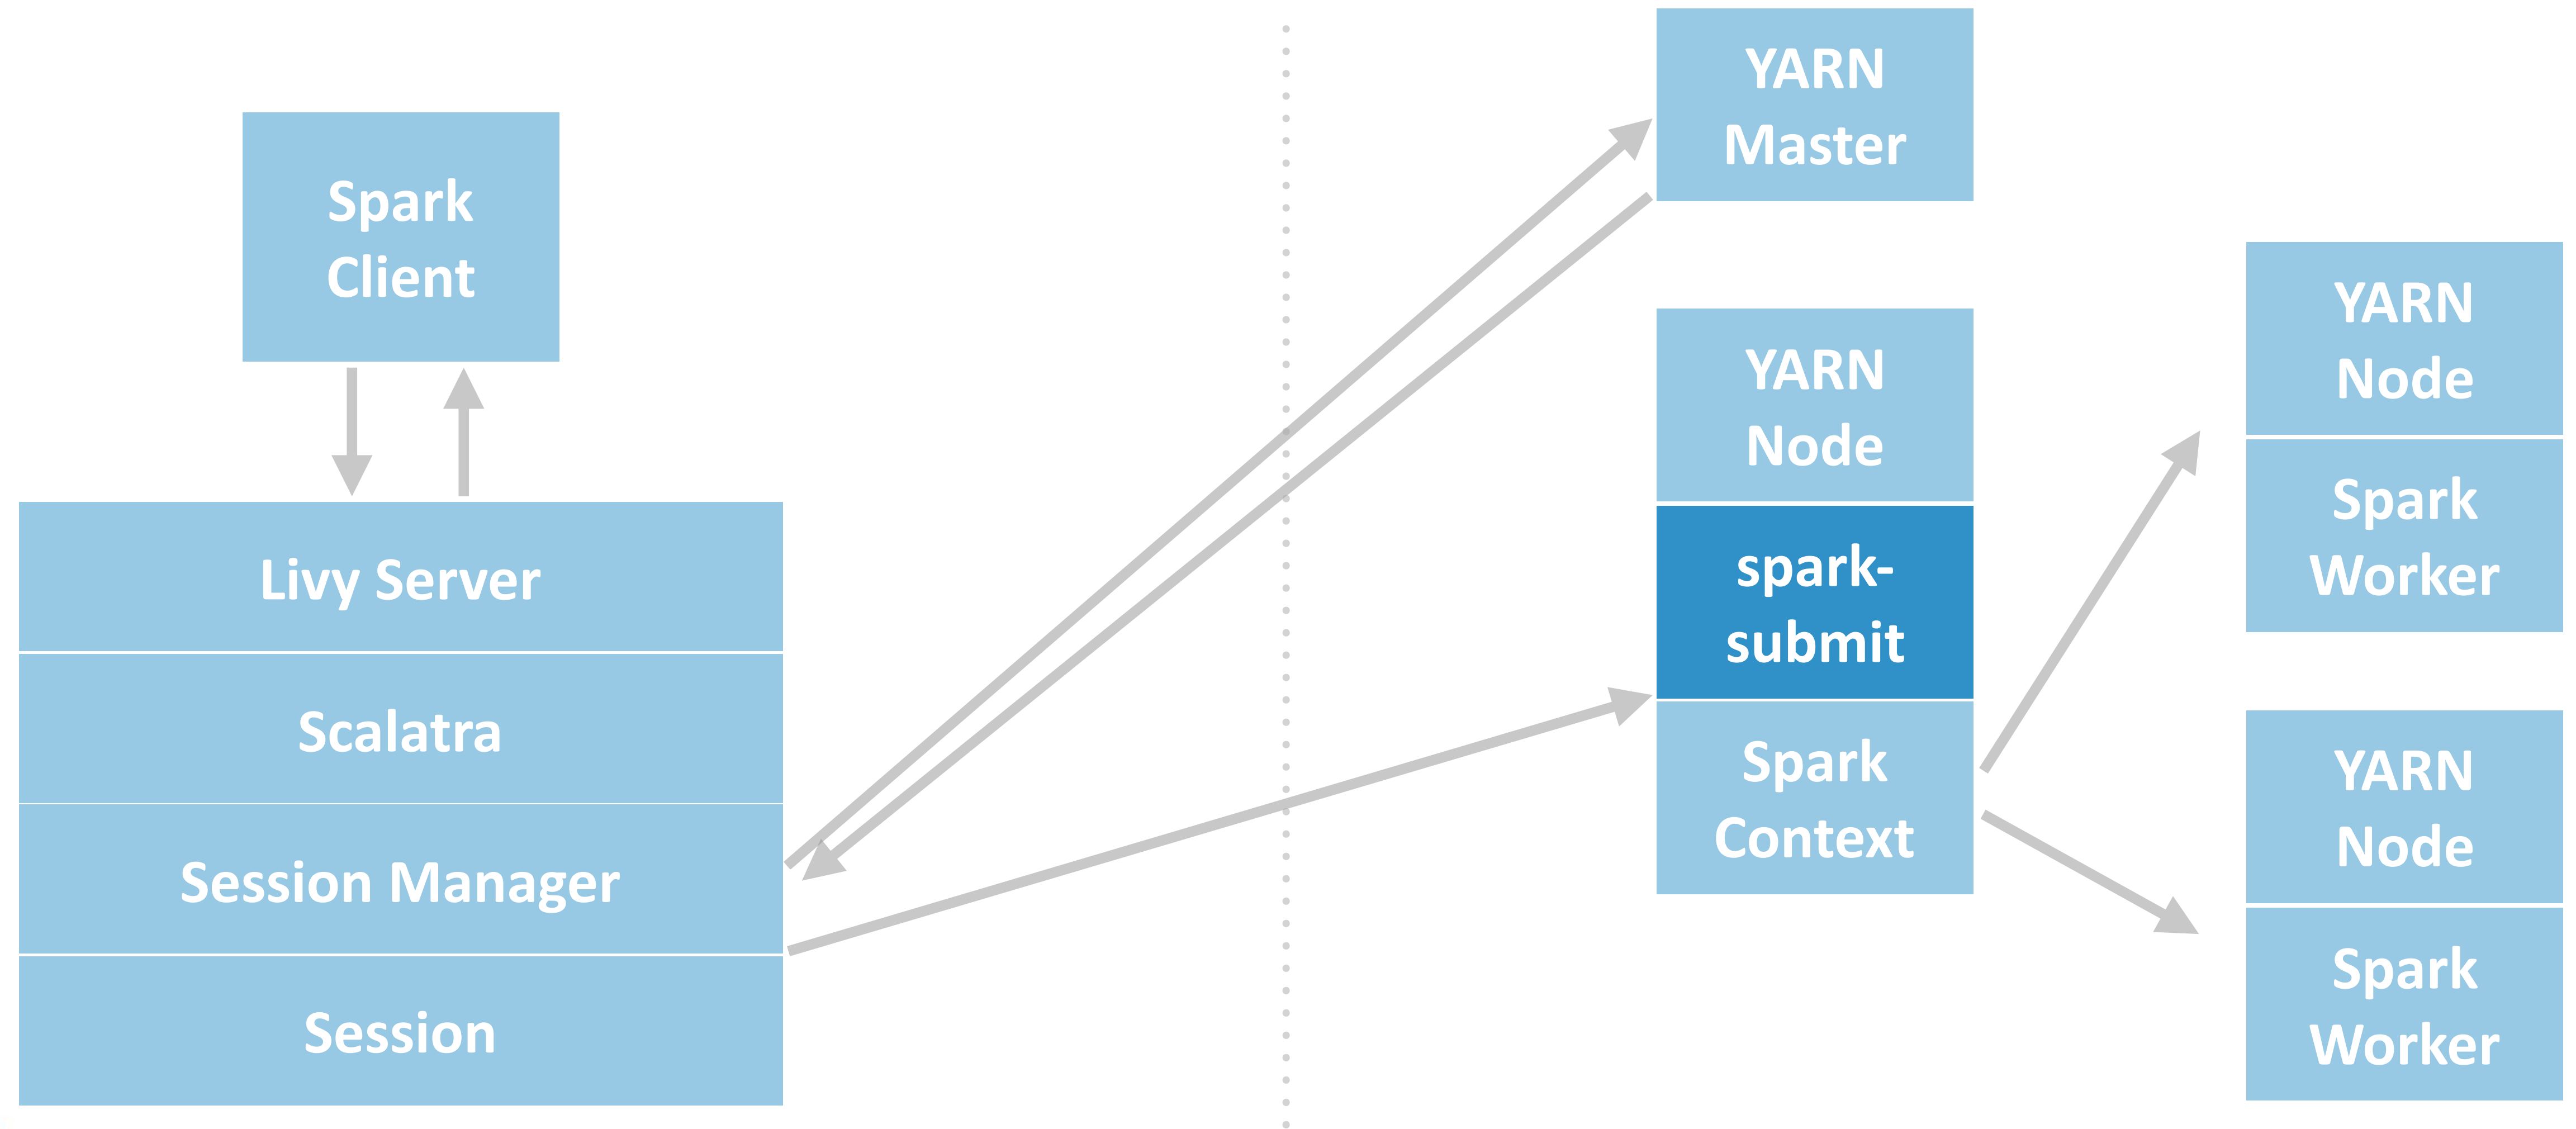 Spark
Client
Livy Server
Scalatra
Session Manager
Session
YARN
Master
YARN
Node
spark-
submit
Spark
Context
YARN
Node
Spark
Worker
YARN
Node
Spark
Worker